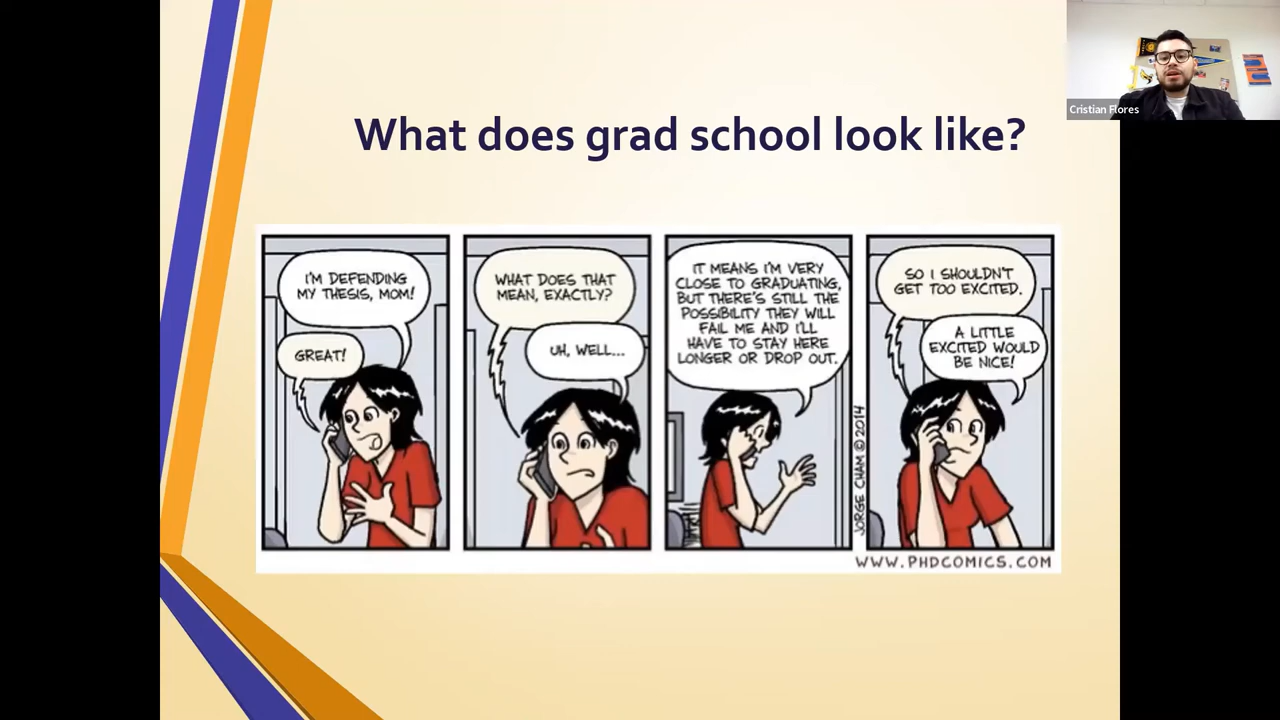 What does grad school look like?
Cristian Flores
I'M DEFENDING
MY THESIS, MOM!
GREAT!
WHAT DOES THAT
MEAN, EXACTLY?
UH, WELL...
IT MEANS I'M VERY
CLOSE TO GRADUATING,
BUT THERE'S STILL THE
POSSIBILITY THEY WILL
FAIL ME AND I'LL
HAVE TO STAY HERE
LONGER OR DROP OUT.
SO I SHOULDN'T
GET TOO EXCITED.
A LITTLE
EXCITED WOULD
BE NICE!
JORGE CHAM © 2014
WWW.PHDCOMICS.COM